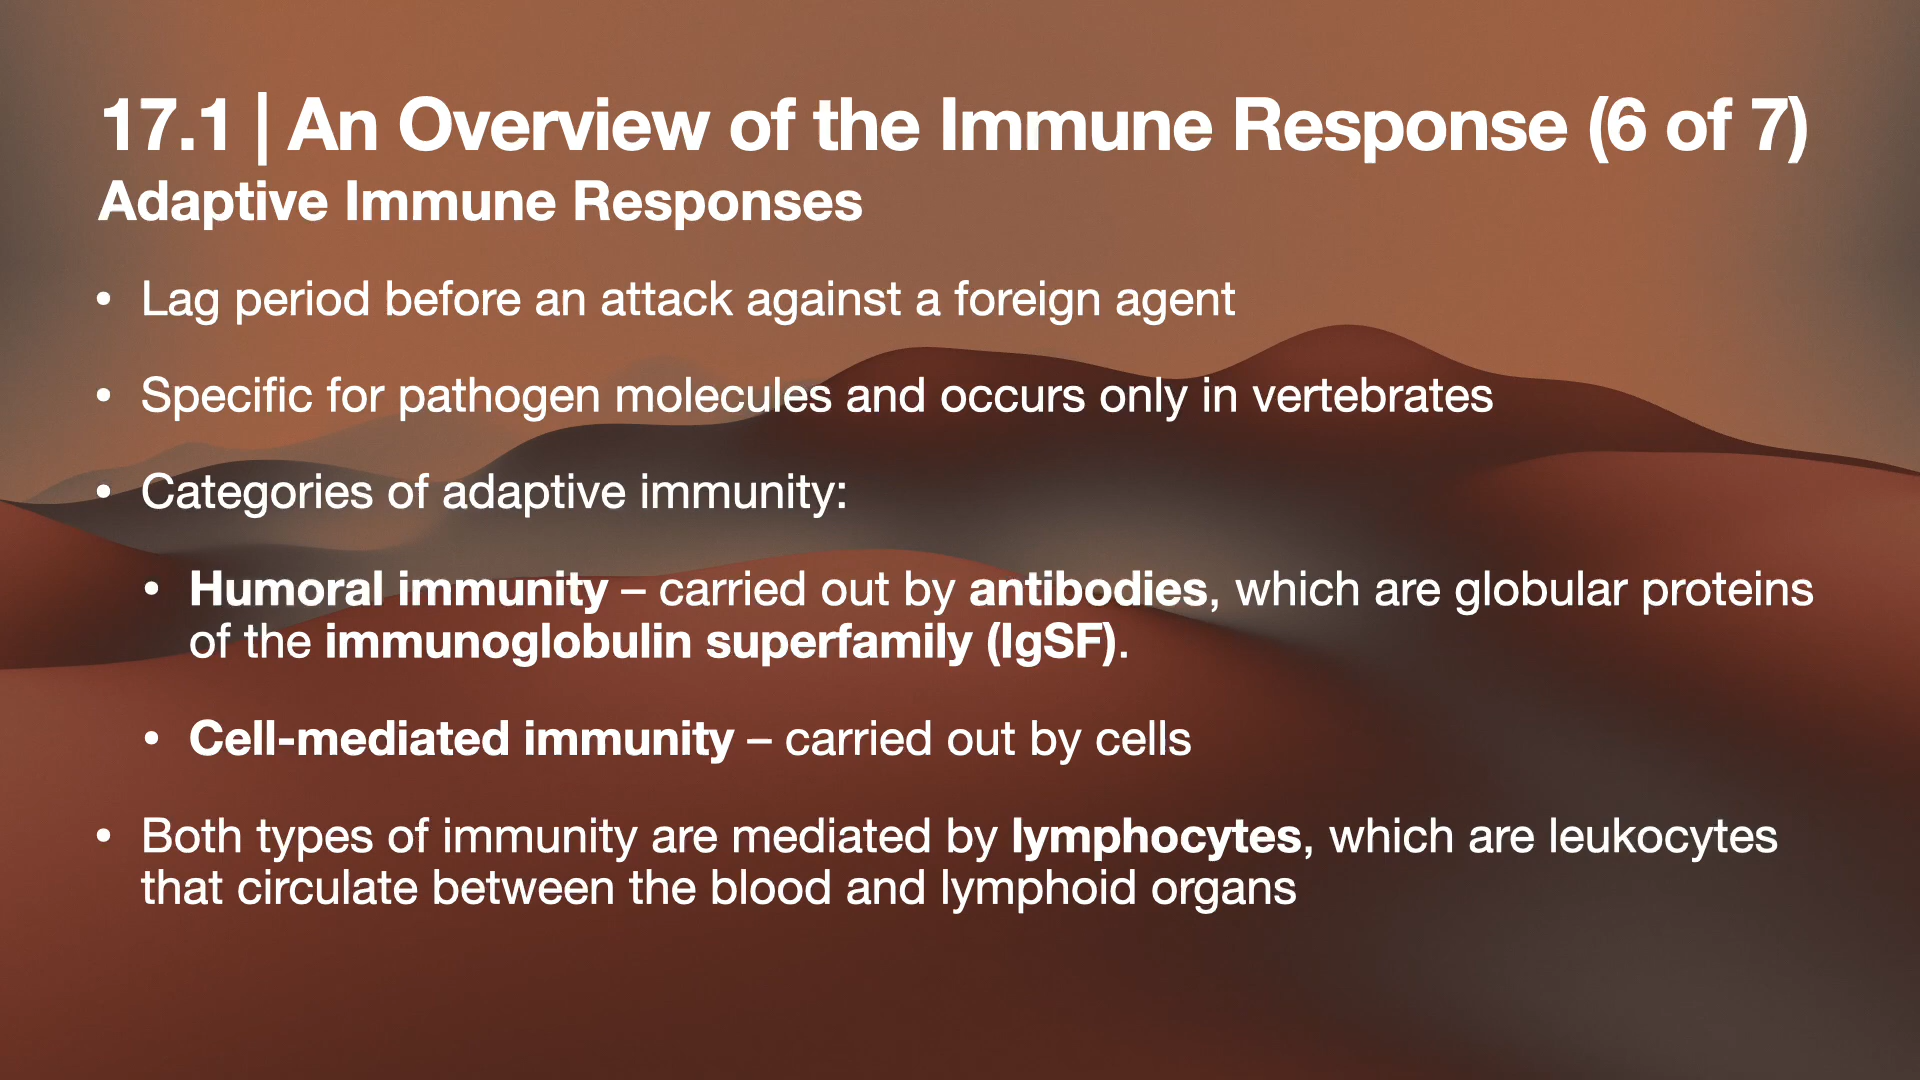 17.1 | An Overview of the Immune Response (6 of 7)
Adaptive Immune Responses
• Lag period before an attack against a foreign agent
• Specific for pathogen molecules and occurs only in vertebrates
• Categories of adaptive immunity:
• Humoral immunity – carried out by antibodies, which are globular proteins
of the immunoglobulin superfamily (IgSF).
• Cell-mediated immunity – carried out by cells
• Both types of immunity are mediated by lymphocytes, which are leukocytes
that circulate between the blood and lymphoid organs